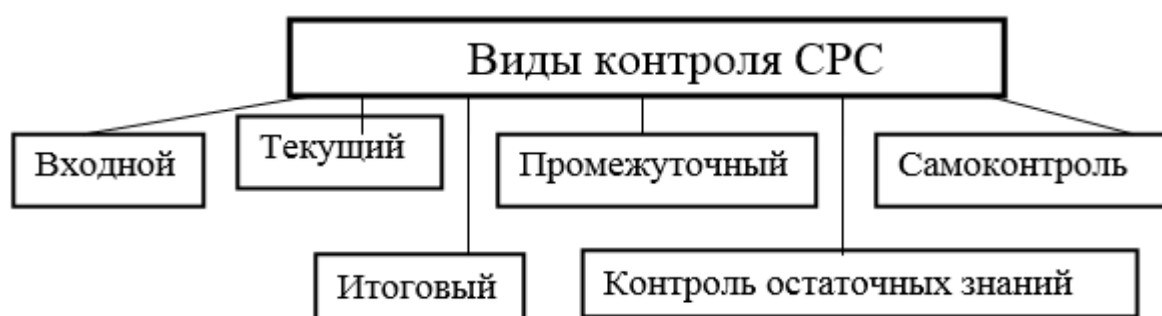 Виды контроля СРС
Входной
Текущий
Промежуточный
Самоконтроль
Итоговый
Контроль остаточных знаний